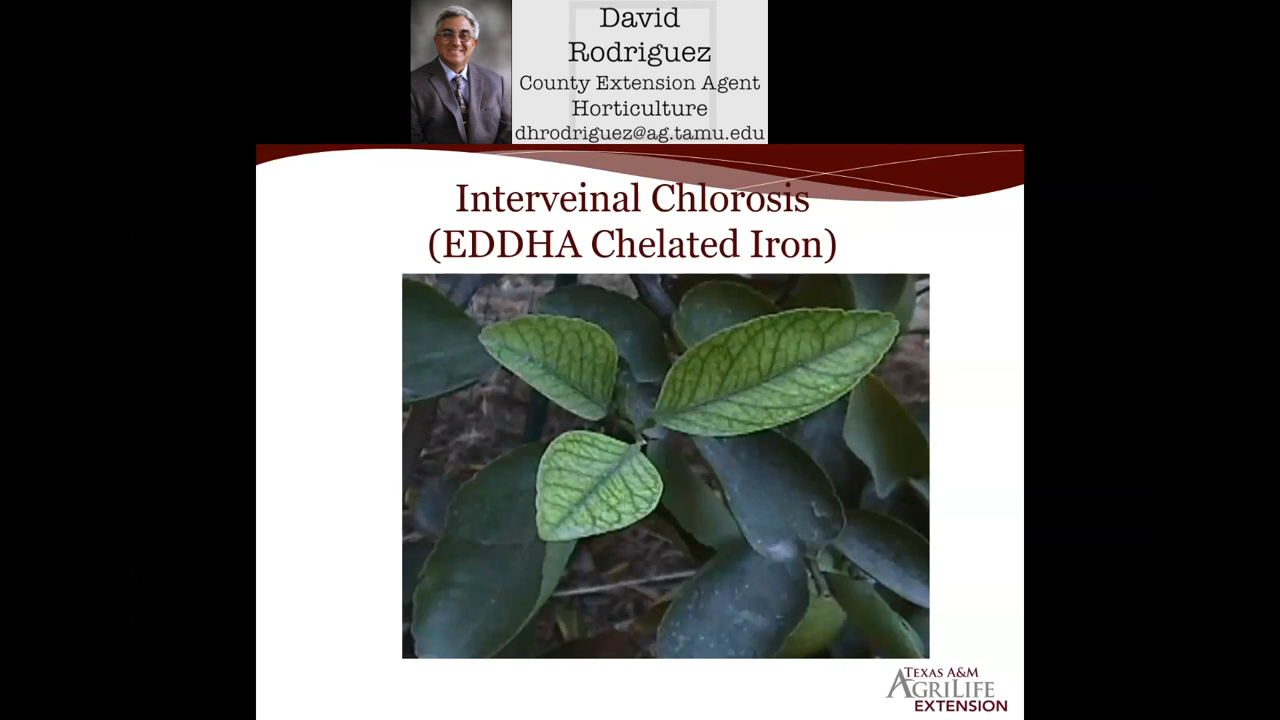 David
Rodriguez
County Extension Agent
Horticulture
dhrodriguez@ag.tamu.edu
Interveinal Chlorosis
(EDDHA Chelated Iron)
TEXAS A&M
AGRILIFE
EXTENSION